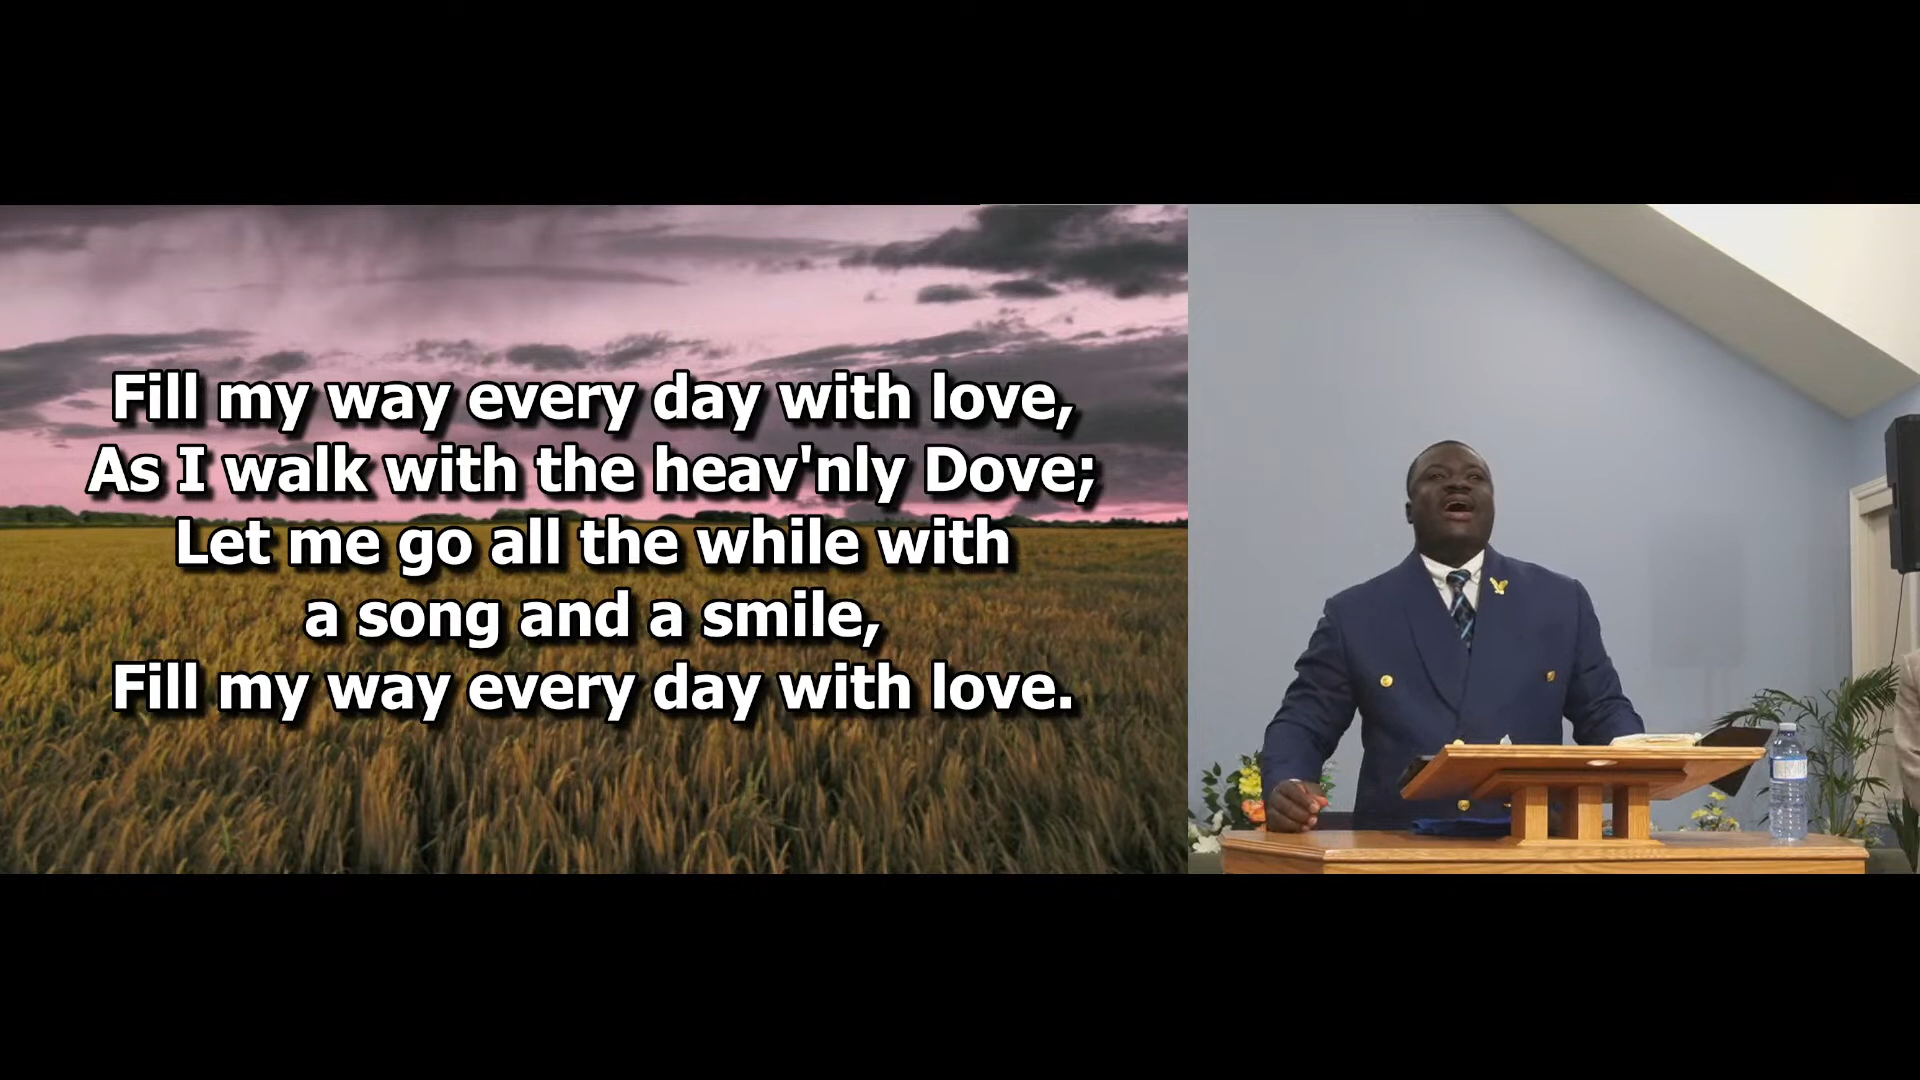 Fill my way every day with love,
As I walk with the heav'nly Dove;
Let me go all the while with
a song and a smile,
Fill my way every day with love.